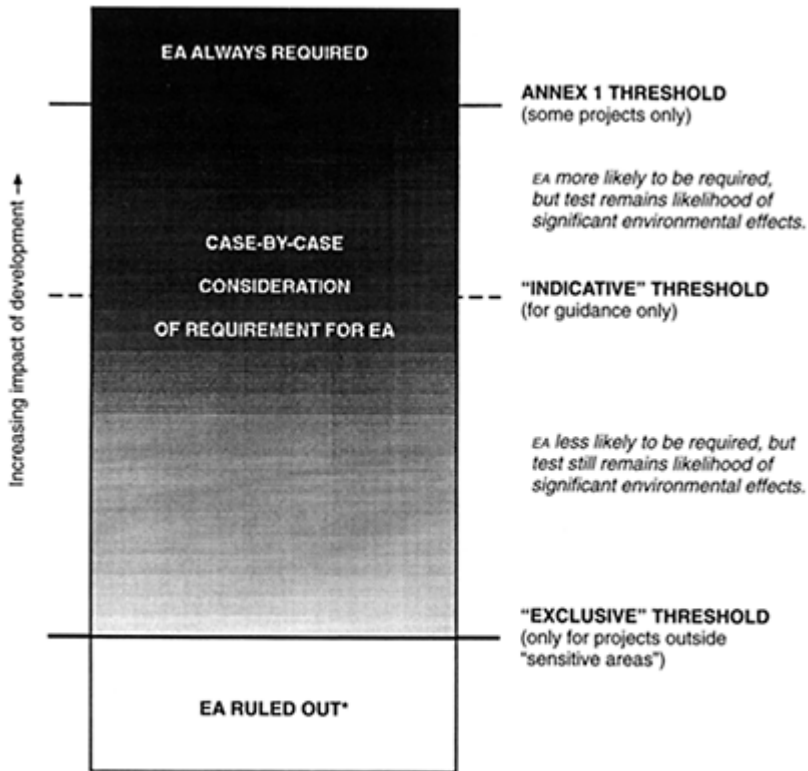 EA ALWAYS REQUIRED
ANNEX 1 THRESHOLD
(some projects only)
EA more likely to be required,
but test remains likelihood of
significant environmental effects.
Increasing impact of development →
CASE-BY-CASE
CONSIDERATION
OF REQUIREMENT FOR EA
“INDICATIVE” THRESHOLD
(for guidance only)
EA less likely to be required, but
test still remains likelihood of
significant environmental effects.
“EXCLUSIVE” THRESHOLD
(only for projects outside
“sensitive areas”)
EA RULED OUT*